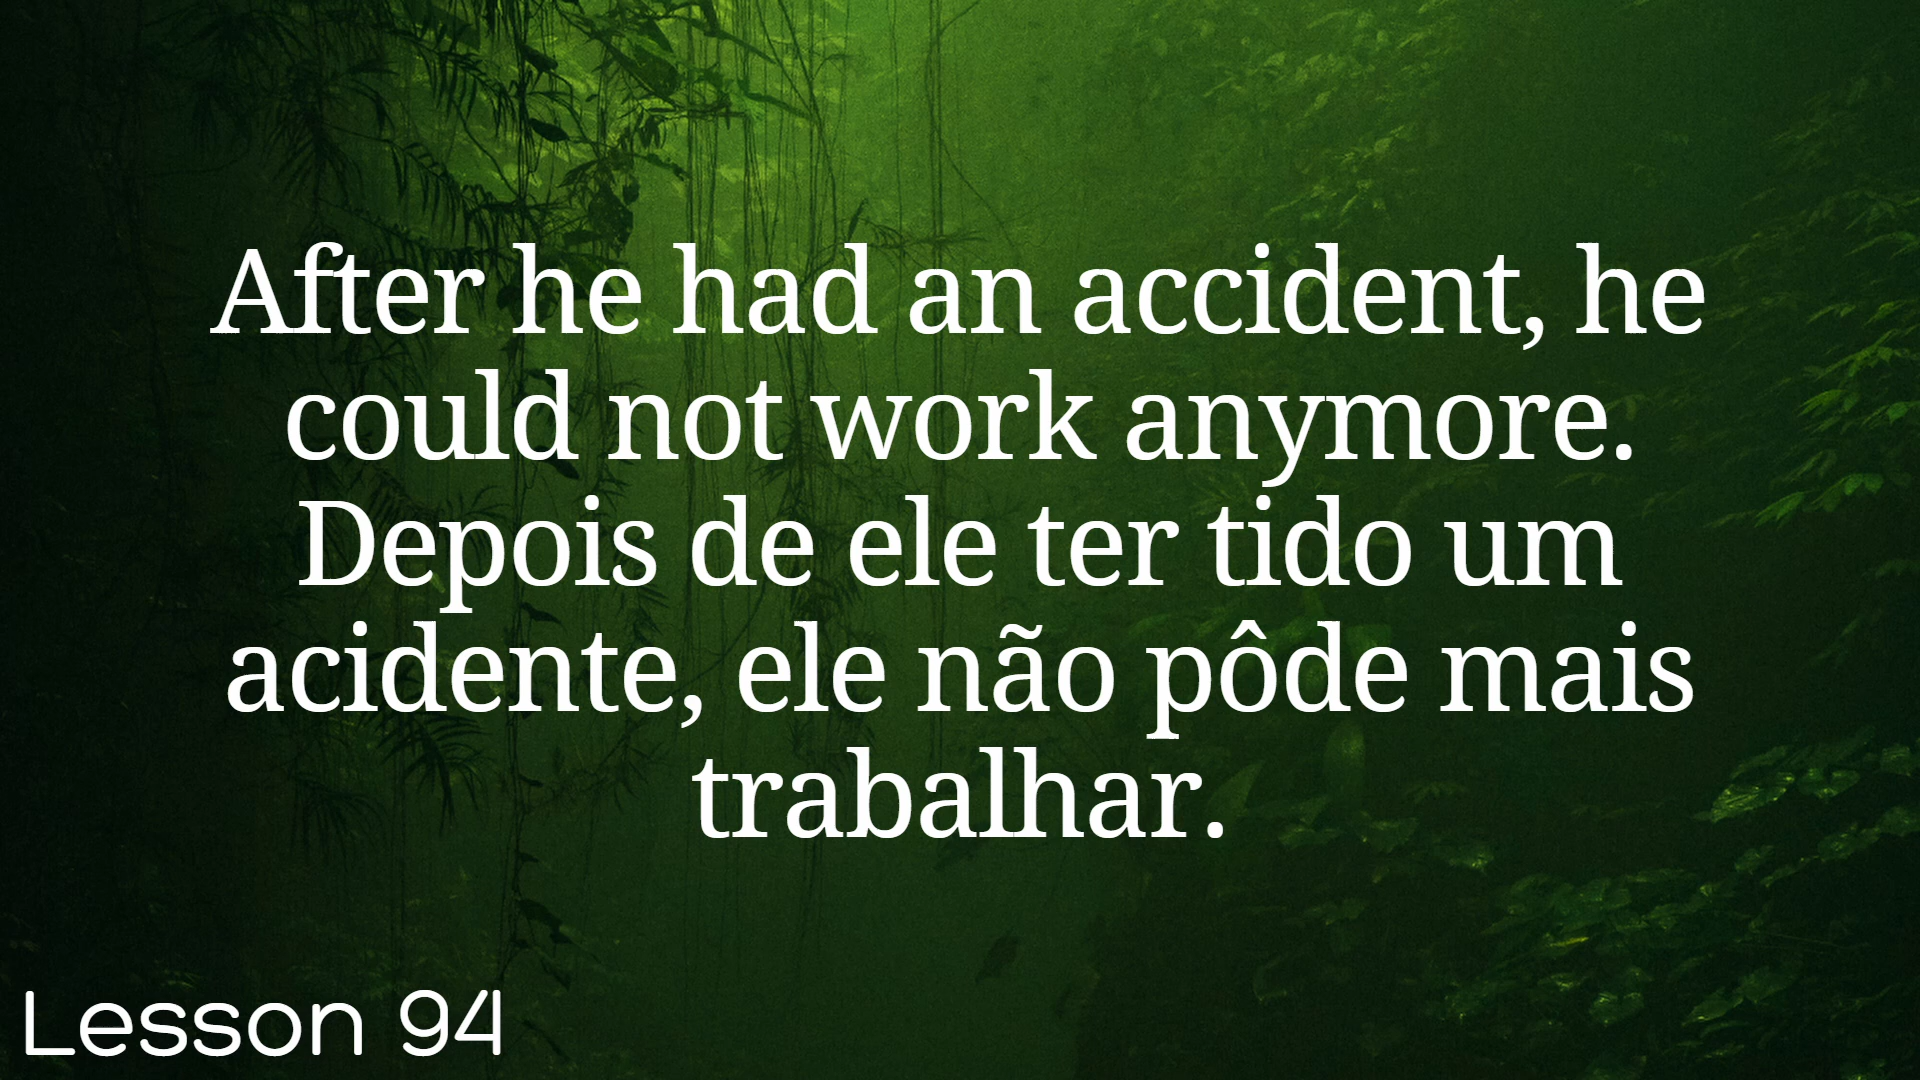 After he had an accident, he
could not work anymore.
Depois de ele ter tido um
acidente, ele não pôde mais
trabalhar.
Lesson 94